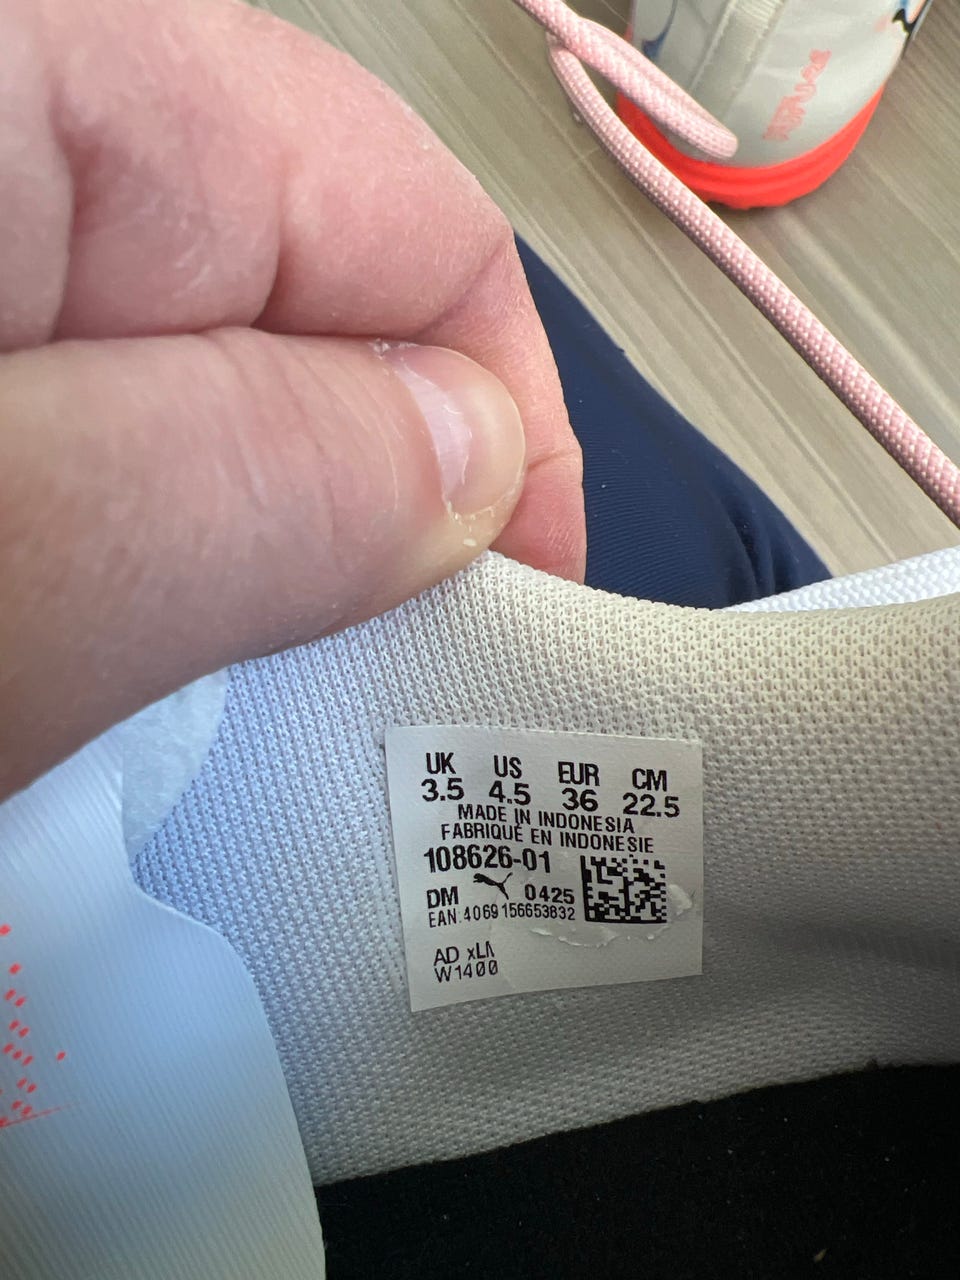 UK US EUR CM
3.5 4.5 36 22.5
MADE IN INDONESIA
FABRIQUÉ EN INDONESIE
108626-01
DM 0425
EAN:4069156653832
AD xL
W1400